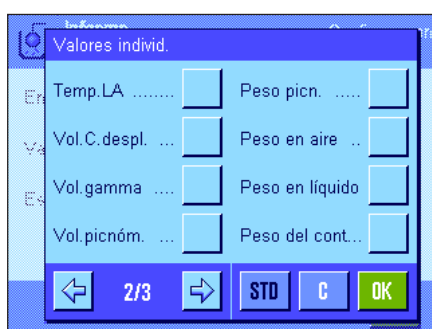 Informe
Valores individ.
Temp.LA ........
Peso picn. .....
Vol.C.despl. ...
Peso en aire ..
Vol.gamma ....
Peso en líquido
Vol.picnóm. ...
Peso del cont...
2/3
STD
C
OK